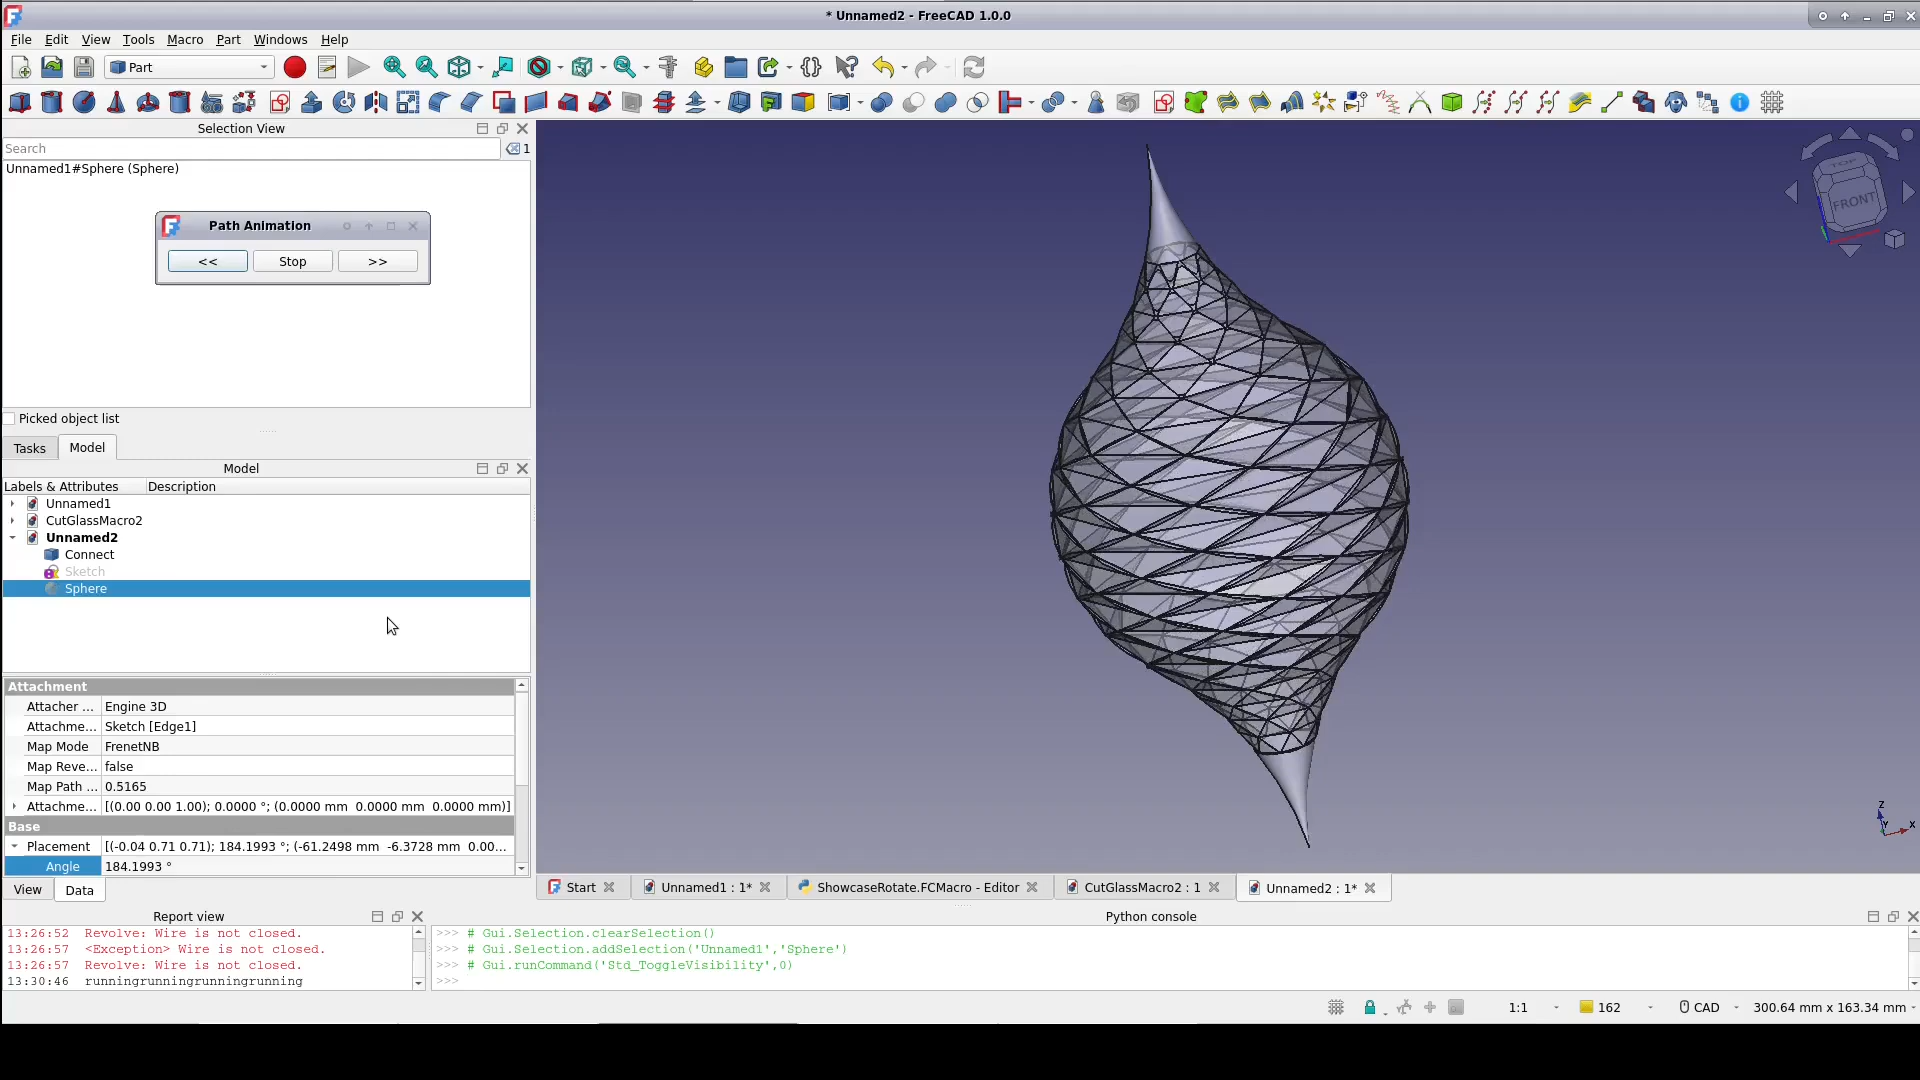 * Unnamed2 - FreeCAD 1.0.0
File Edit View Tools Macro Part Windows Help
Part
Selection View
Search
1
Unnamed1#Sphere (Sphere)
Path Animation
<< Stop >>
Picked object list
Tasks Model
Model
Labels & Attributes Description
Unnamed1
CutGlassMacro2
Unnamed2
Connect
Sketch
Sphere
Attachment
Attacher ... Engine 3D
Attachme... Sketch [Edge1]
Map Mode FrenetNB
Map Reve... false
Map Path ... 0.5165
Attachme... [(0.00 0.00 1.00); 0.0000 °; (0.0000 mm 0.0000 mm 0.0000 mm)]
Base
Placement [(-0.04 0.71 0.71); 184.1993 °; (-61.2498 mm -6.3728 mm 0.00...
Angle 184.1993 °
View Data
TOP
FRONT
Z
Y
X
Start Unnamed1 : 1* ShowcaseRotate.FCMacro - Editor CutGlassMacro2 : 1 Unnamed2 : 1*
Report view
13:26:52 Revolve: Wire is not closed.
13:26:57 <Exception> Wire is not closed.
13:26:57 Revolve: Wire is not closed.
13:30:46 runningrunningrunningrunning
Python console
>>> # Gui.Selection.clearSelection()
>>> # Gui.Selection.addSelection('Unnamed1','Sphere')
>>> # Gui.runCommand('Std_ToggleVisibility',0)
>>>
1:1 162 CAD 300.64 mm x 163.34 mm